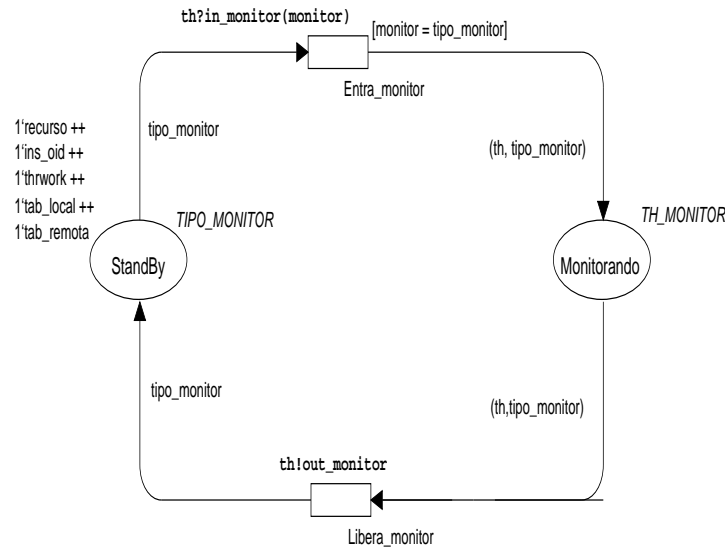 th?in_monitor(monitor)
[monitor = tipo_monitor]
Entra_monitor
1‘recurso ++
1‘ins_oid ++
1‘thrwork ++
1‘tab_local ++
1‘tab_remota
tipo_monitor
(th, tipo_monitor)
TIPO_MONITOR
TH_MONITOR
StandBy
Monitorando
tipo_monitor
(th,tipo_monitor)
th!out_monitor
Libera_monitor